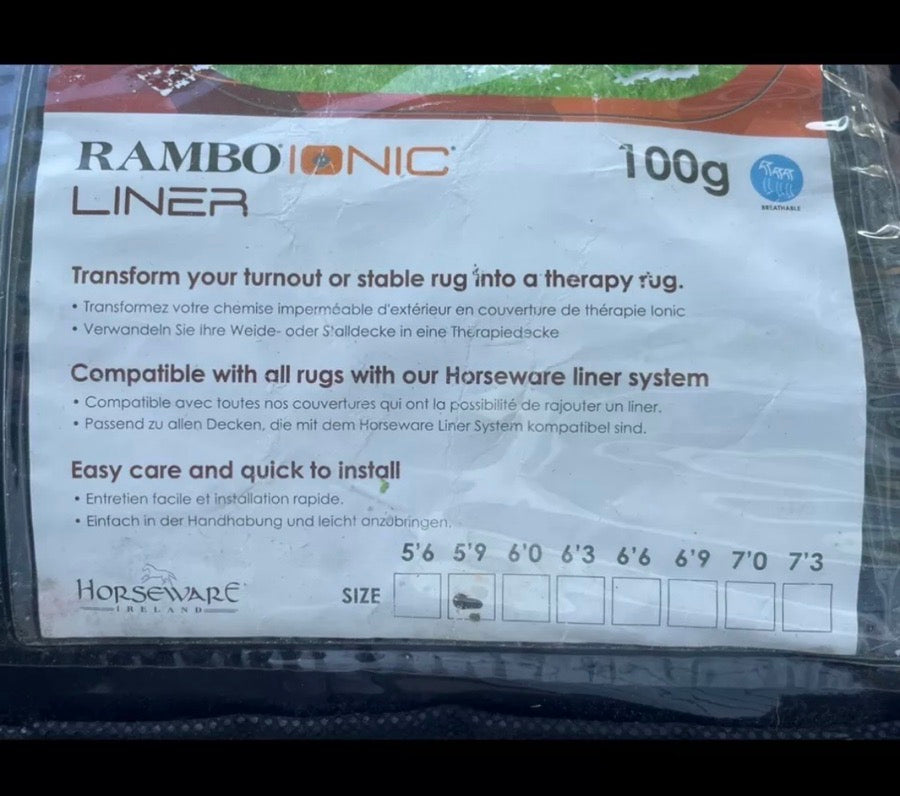 RAMBO IONIC
LINER
100g
BREATHABLE
Transform your turnout or stable rug into a therapy rug.
• Transformez votre chemise imperméable d'extérieur en couverture de thérapie Ionic
• Verwandeln Sie ihre Weide- oder Stalldecke in eine Therapiedecke
Compatible with all rugs with our Horseware liner system
• Compatible avec toutes nos couvertures qui ont la possibilité de rajouter un liner.
• Passend zu allen Decken, die mit dem Horseware Liner System kompatibel sind.
Easy care and quick to install
• Entretien facile et installation rapide.
• Einfach in der Handhabung und leicht anzubringen.
5'6 5'9 6'0 6'3 6'6 6'9 7'0 7'3
HORSEWARE
IRELAND
SIZE